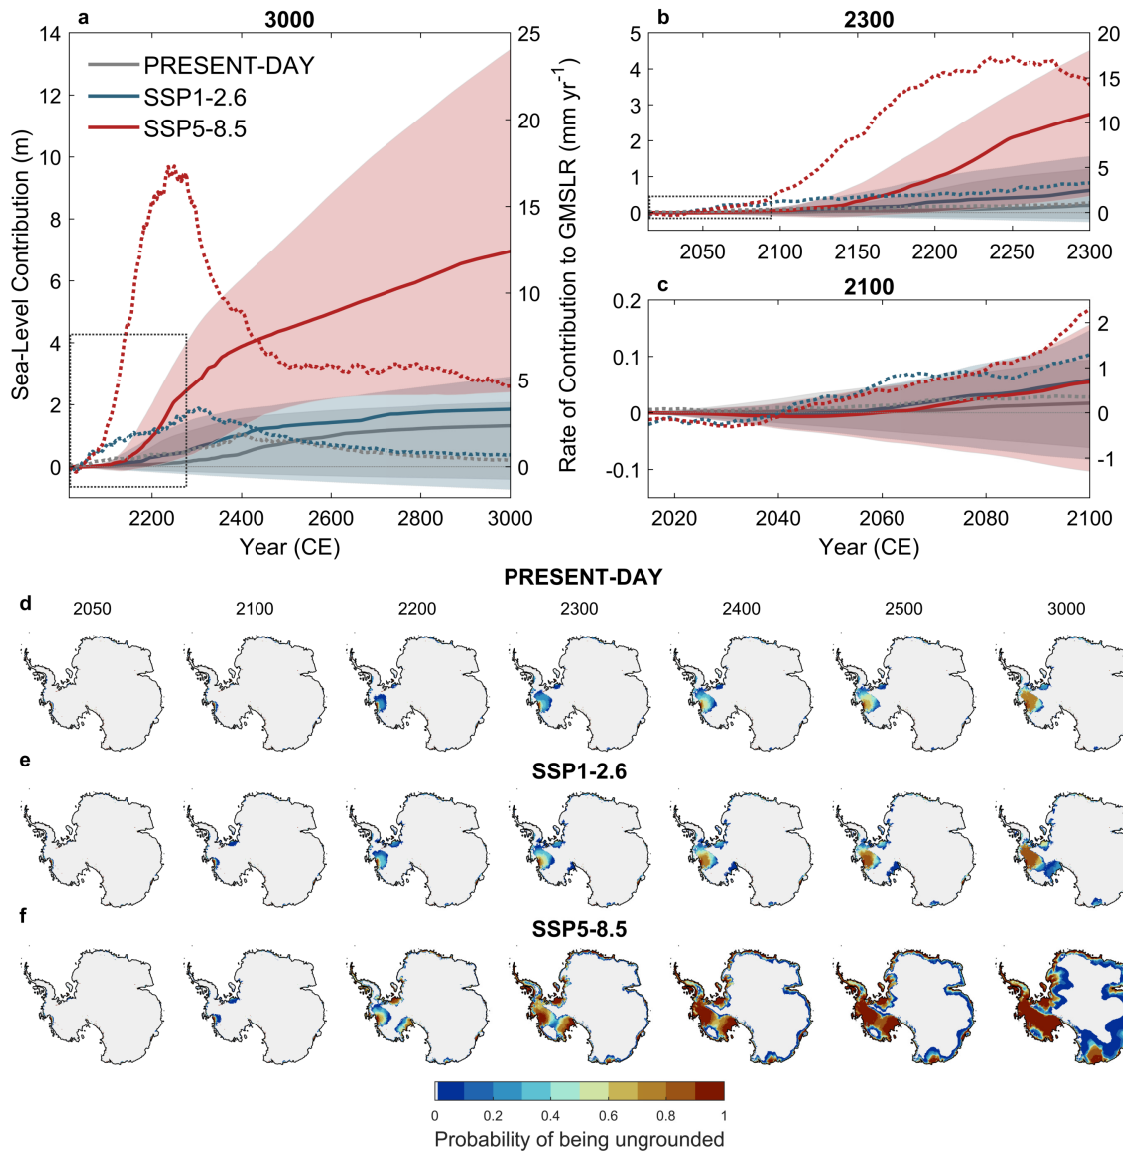 a
3000
14
12
10
8
6
4
2
0
25
20
15
10
5
0
PRESENT-DAY
SSP1-2.6
SSP5-8.5
Sea-Level Contribution (m)
Rate of Contribution to GMSLR (mm yr⁻¹)
2200 2400 2600 2800 3000
Year (CE)
b
2300
5
4
3
2
1
0
20
15
10
5
0
2050 2100 2150 2200 2250 2300
c
2100
0.2
0.1
0
-0.1
2
1
0
-1
2020 2040 2060 2080 2100
Year (CE)
PRESENT-DAY
d
2050 2100 2200 2300 2400 2500 3000
e
SSP1-2.6
f
SSP5-8.5
0 0.2 0.4 0.6 0.8 1
Probability of being ungrounded